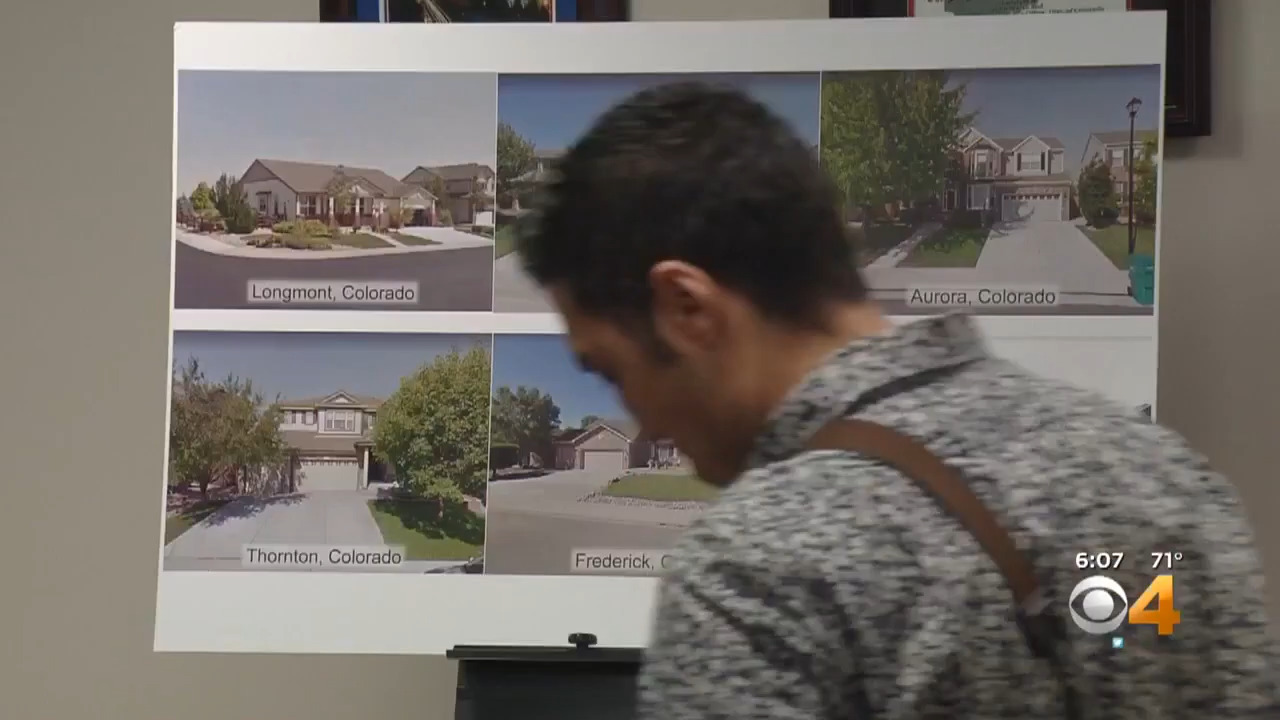 Longmont, Colorado
Aurora, Colorado
Thornton, Colorado
Frederick, C
6:07 71°
4